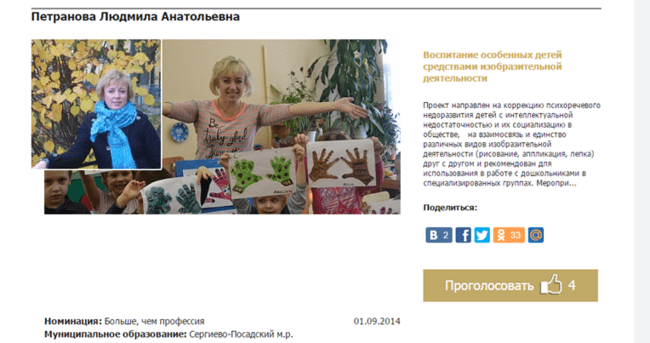 Петранова Людмила Анатольевна
Воспитание особенных детей
средствами изобразительной
деятельности
Проект направлен на коррекцию психоречевого
недоразвития детей с интеллектуальной
недостаточностью и их социализацию в
обществе, на взаимосвязь и единство
различных видов изобразительной
деятельности (рисование, аппликация, лепка)
друг с другом и рекомендован для
использования в работе с дошкольниками в
специализированных группах. Меропри...
Поделиться:
B 2 f 33 @
Проголосовать 4
Номинация: Больше, чем профессия 01.09.2014
Муниципальное образование: Сергиево-Посадский м.р.